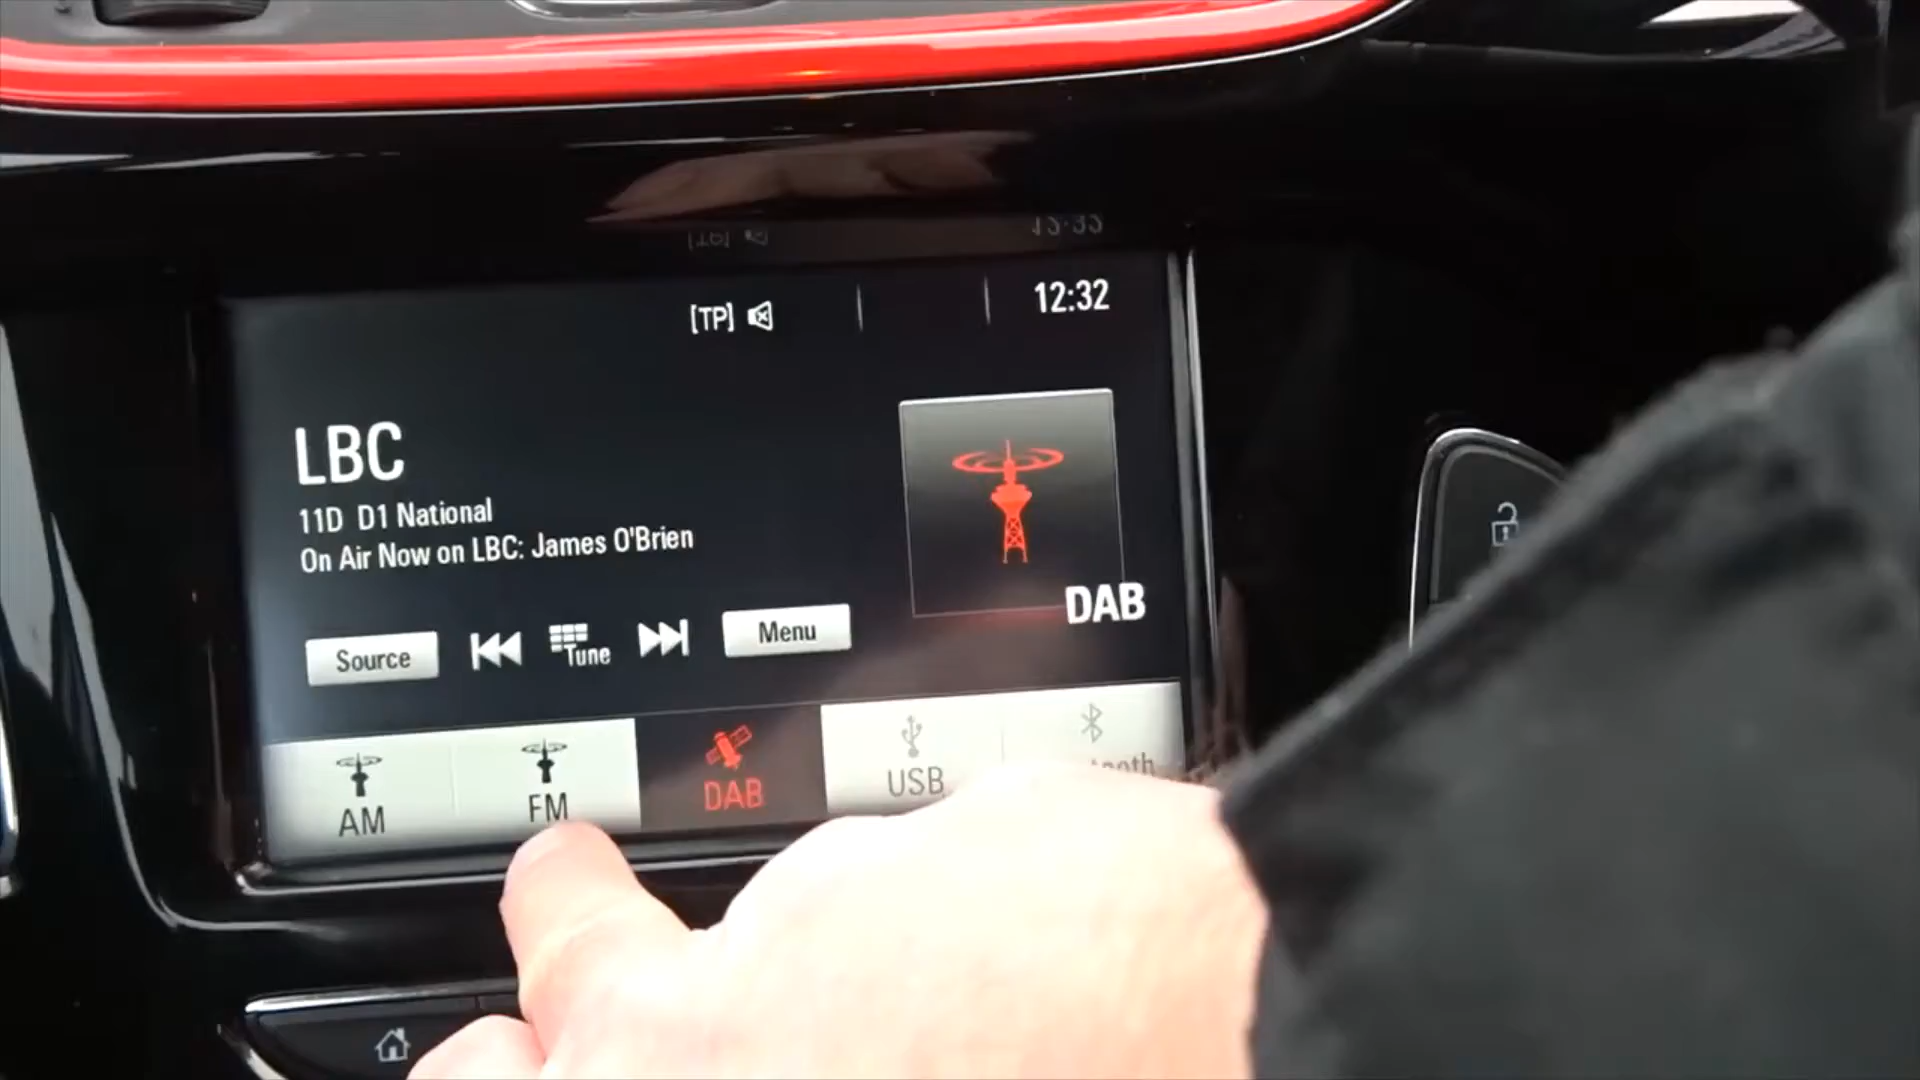 [TP]
12:32
LBC
11D D1 National
On Air Now on LBC: James O'Brien
DAB
Source
Tune
Menu
AM
FM
DAB
USB